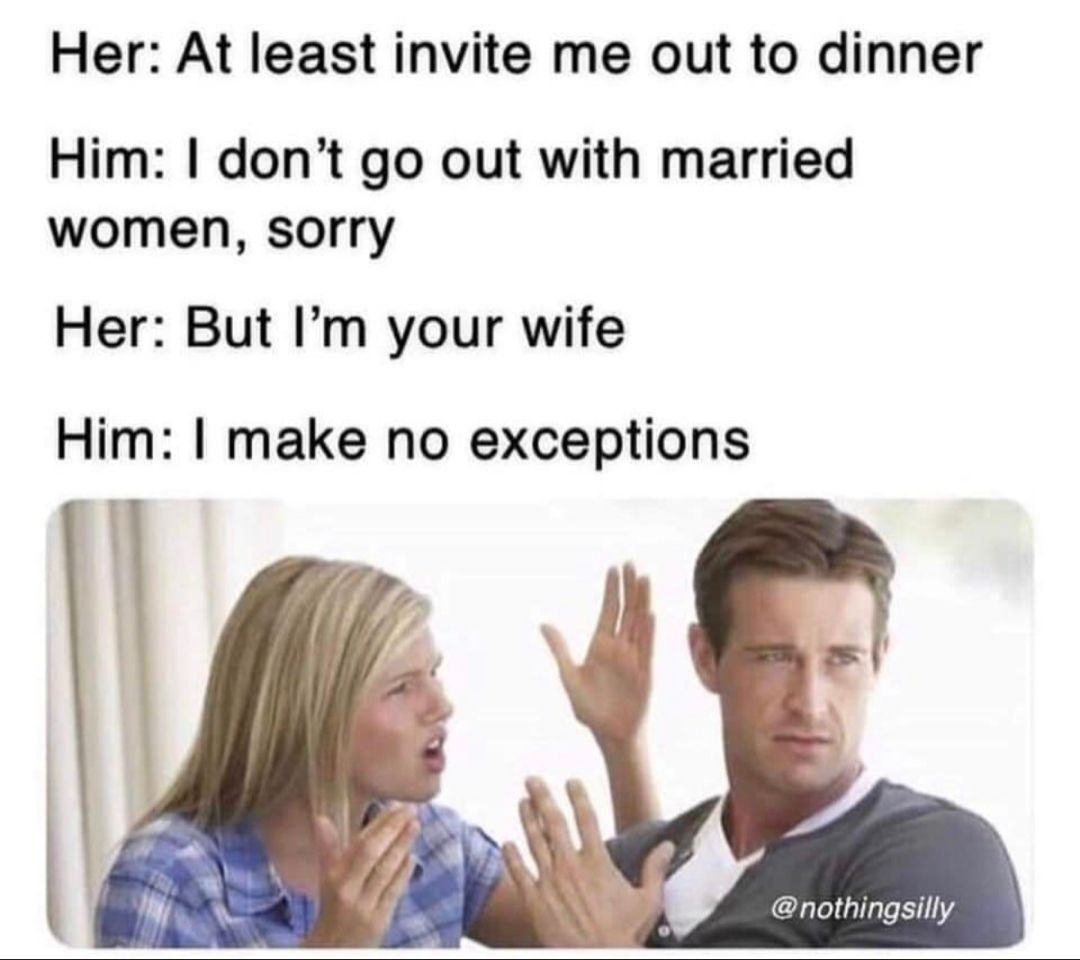 Her: At least invite me out to dinner
Him: I don’t go out with married
women, sorry
Her: But I’m your wife
Him: I make no exceptions
@nothingsilly